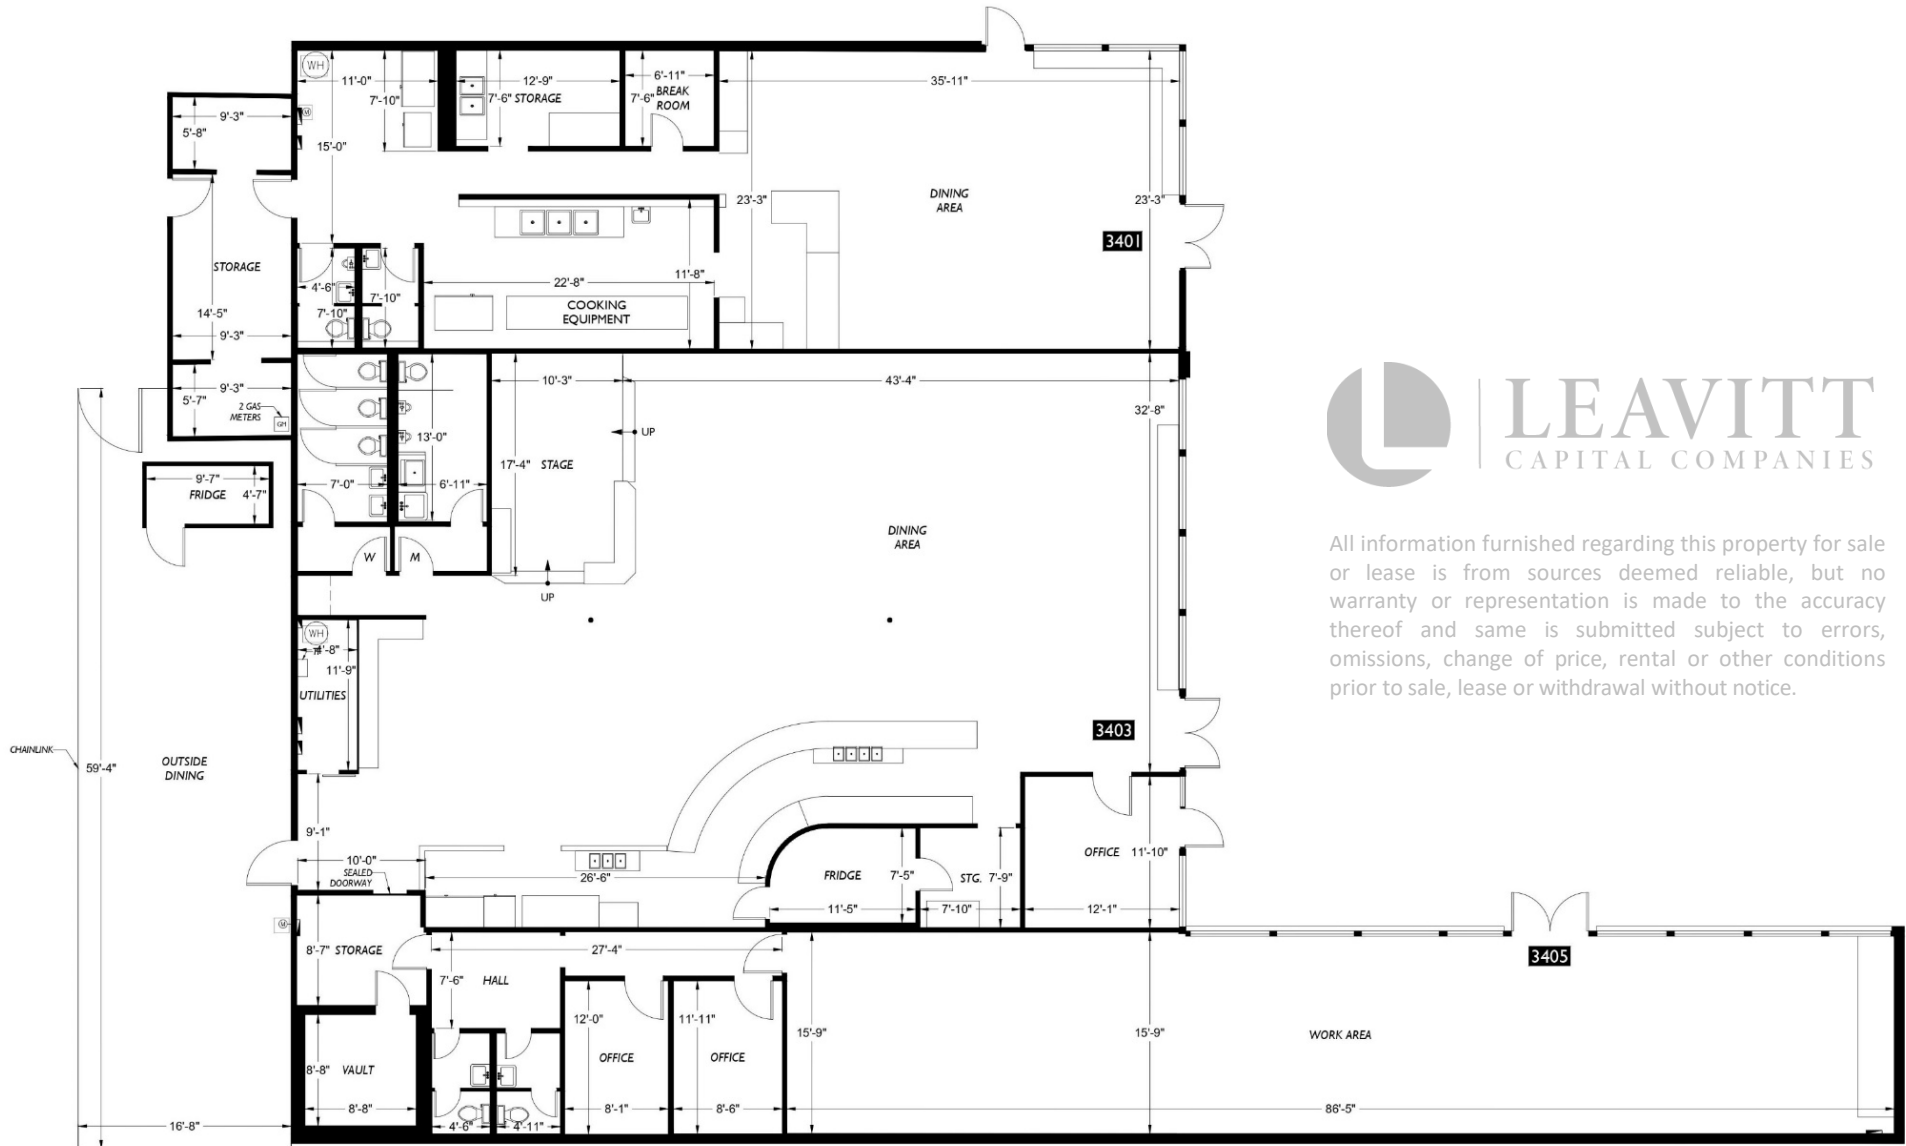 WH
11'-0"
7'-10"
12'-9"
7'-6" STORAGE
6'-11"
7'-6" BREAK
ROOM
35'-11"
9'-3"
5'-8"
M
15'-0"
DINING
AREA
23'-3"
23'-3"
3401
STORAGE
14'-5"
9'-3"
4'-6"
7'-10"
7'-10"
22'-8"
11'-8"
COOKING
EQUIPMENT
9'-3"
5'-7"
2 GAS
METERS
GM
10'-3"
43'-4"
32'-8"
UP
13'-0"
17'-4" STAGE
7'-0"
6'-11"
9'-7"
FRIDGE 4'-7"
W
M
UP
DINING
AREA
LEAVITT
CAPITAL COMPANIES
All information furnished regarding this property for sale
or lease is from sources deemed reliable, but no
warranty or representation is made to the accuracy
thereof and same is submitted subject to errors,
omissions, change of price, rental or other conditions
prior to sale, lease or withdrawal without notice.
WH
4'-8"
11'-9"
UTILITIES
3403
CHAINLINK
59'-4"
OUTSIDE
DINING
9'-1"
10'-0"
SEALED
DOORWAY
26'-6"
FRIDGE 7'-5"
11'-5"
STG. 7'-9"
7'-10"
OFFICE 11'-10"
12'-1"
M
8'-7" STORAGE
27'-4"
7'-6" HALL
3405
12'-0"
11'-11"
15'-9"
15'-9"
WORK AREA
OFFICE
OFFICE
8'-8" VAULT
8'-8"
16'-8"
4'-6"
4'-11"
8'-1"
8'-6"
86'-5"